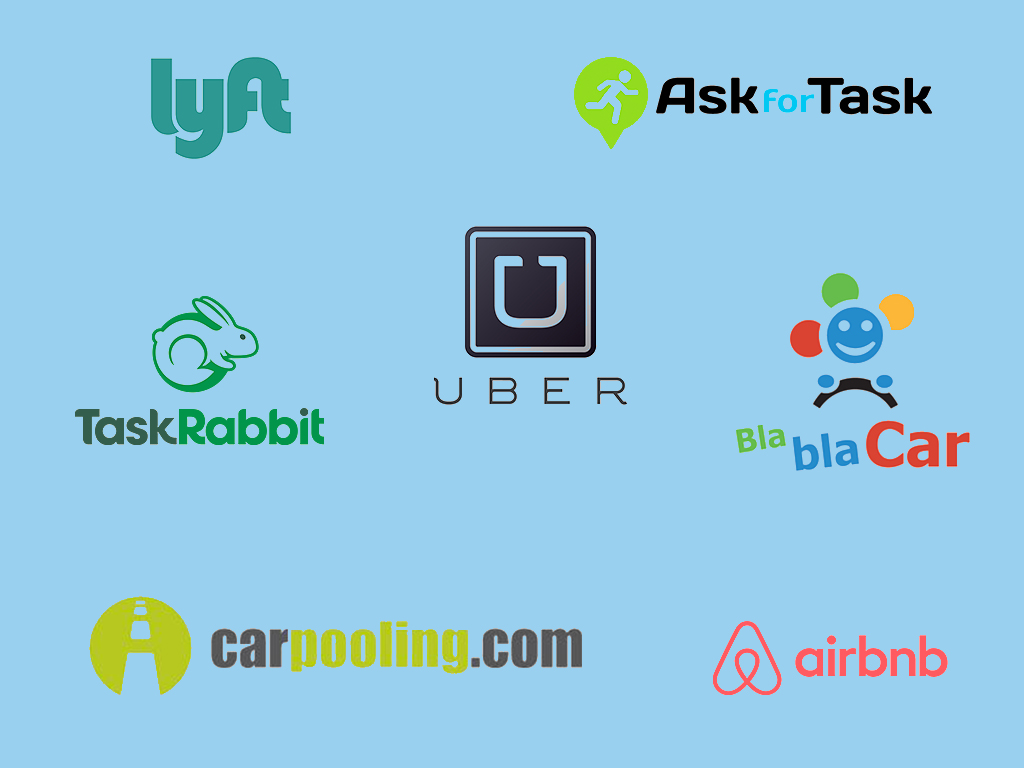 lyft
AskforTask
U
UBER
TaskRabbit
Bla bla Car
carpooling.com
airbnb